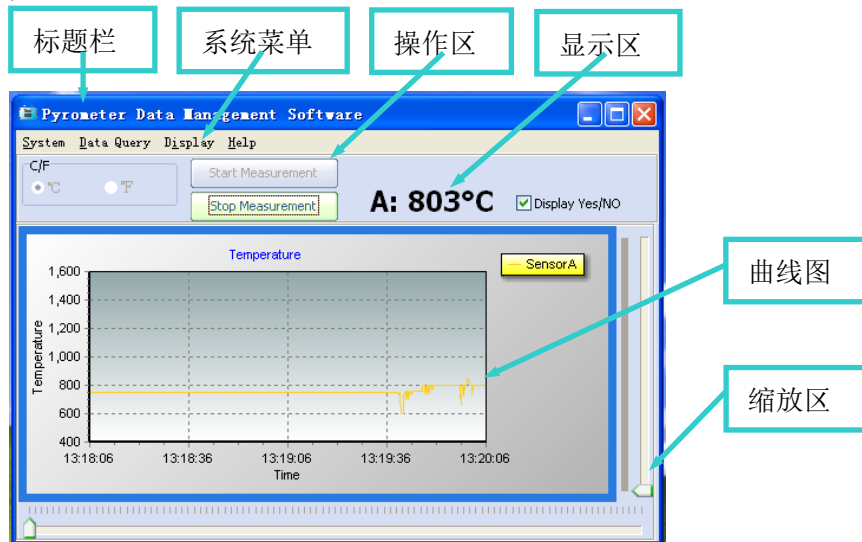 标题栏
系统菜单
操作区
显示区
Pyrometer Data Management Software
System Data Query Display Help
C/F
℃ ℉
Start Measurement
Stop Measurement
A: 803°C
Display Yes/NO
Temperature
SensorA
1,600
1,400
1,200
1,000
800
600
400
Temperature
13:18:06 13:18:36 13:19:06 13:19:36 13:20:06
Time
曲线图
缩放区